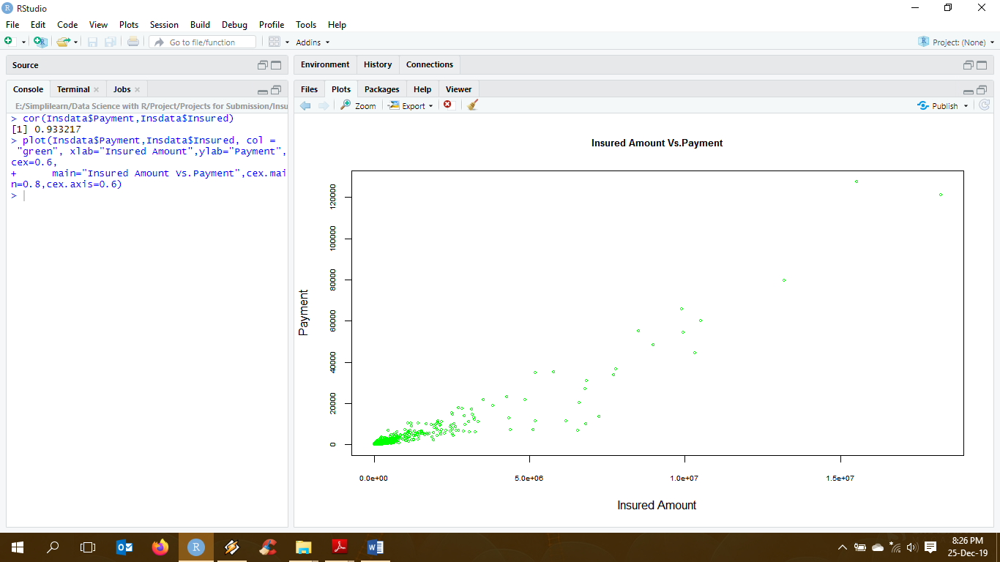 RStudio
File Edit Code View Plots Session Build Debug Profile Tools Help
Go to file/function Addins Project: (None)
Source
Console Terminal Jobs
E:/Simplilearn/Data Science with R/Project/Projects for Submission/Insu
> cor(Insdata$Payment,Insdata$Insured)
[1] 0.933217
> plot(Insdata$Payment,Insdata$Insured, col =
"green", xlab="Insured Amount",ylab="Payment",
cex=0.6,
+ main="Insured Amount Vs.Payment",cex.mai
n=0.8,cex.axis=0.6)
>
Environment History Connections
Files Plots Packages Help Viewer
Zoom Export Publish
Insured Amount Vs.Payment
Payment
120000
100000
80000
60000
40000
20000
0
0.0e+00 5.0e+06 1.0e+07 1.5e+07
Insured Amount
8:26 PM
25-Dec-19